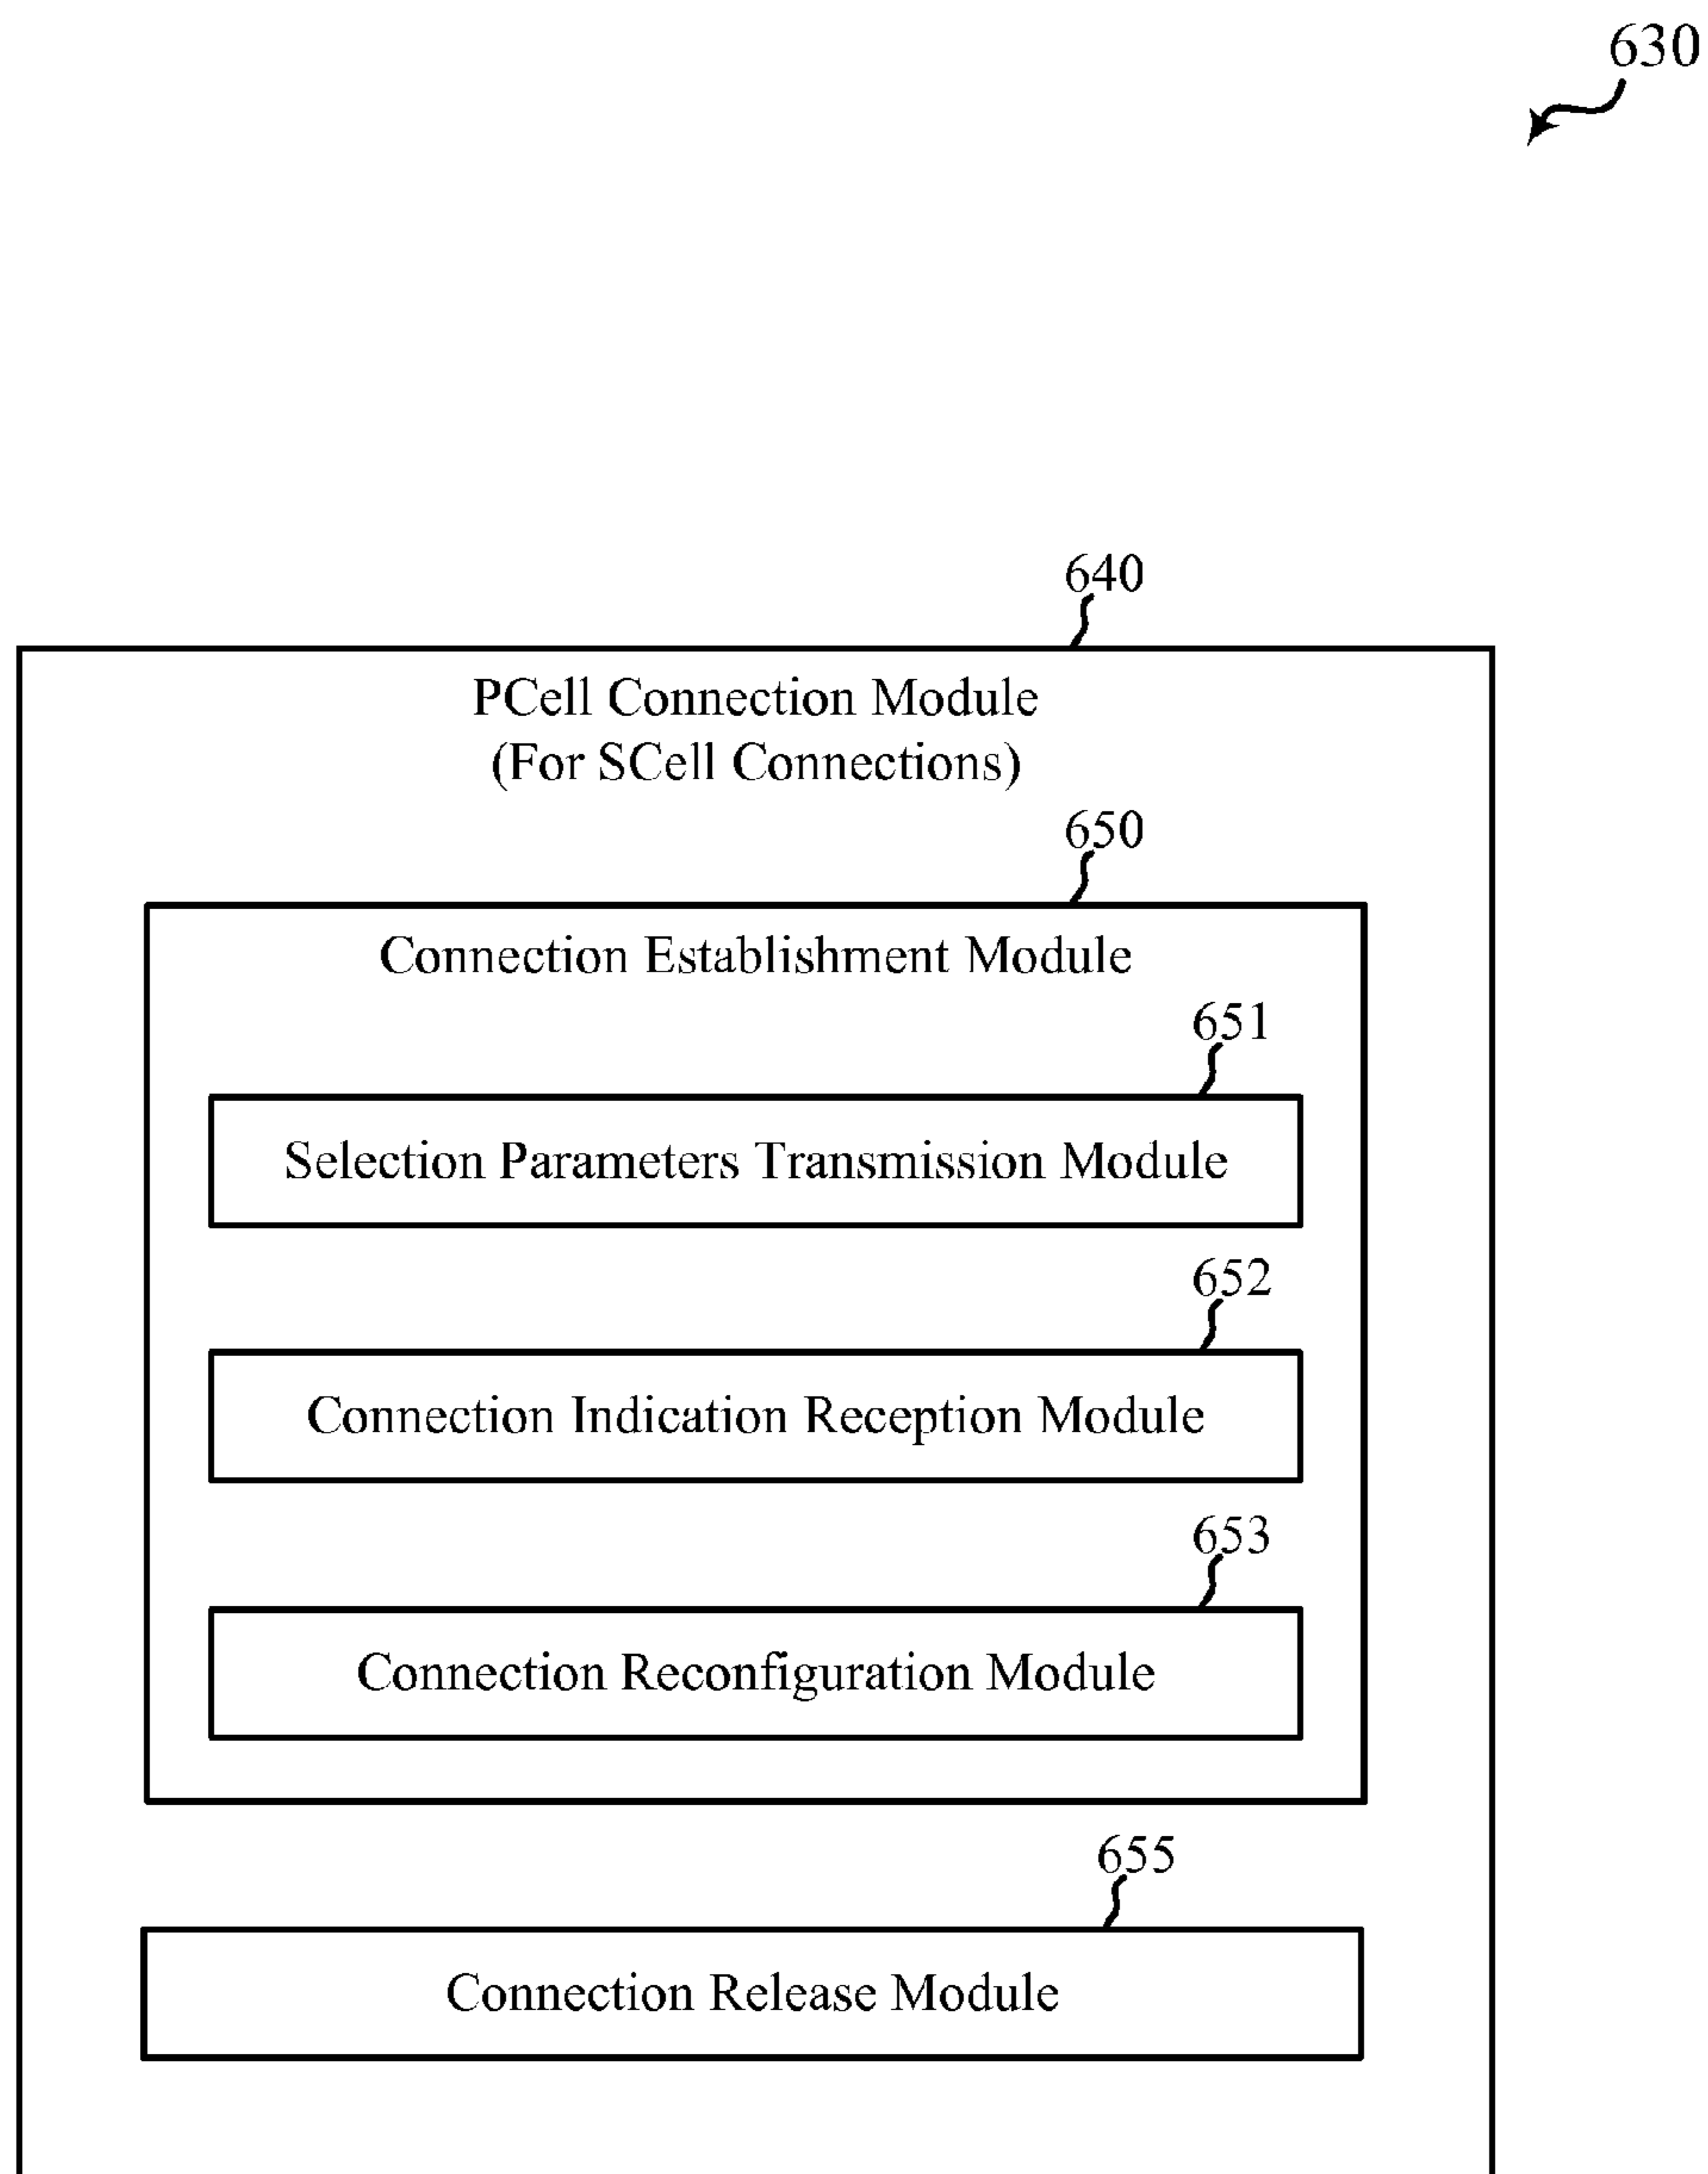 630
640
PCell Connection Module
(For SCell Connections)
650
Connection Establishment Module
651
Selection Parameters Transmission Module
652
Connection Indication Reception Module
653
Connection Reconfiguration Module
655
Connection Release Module